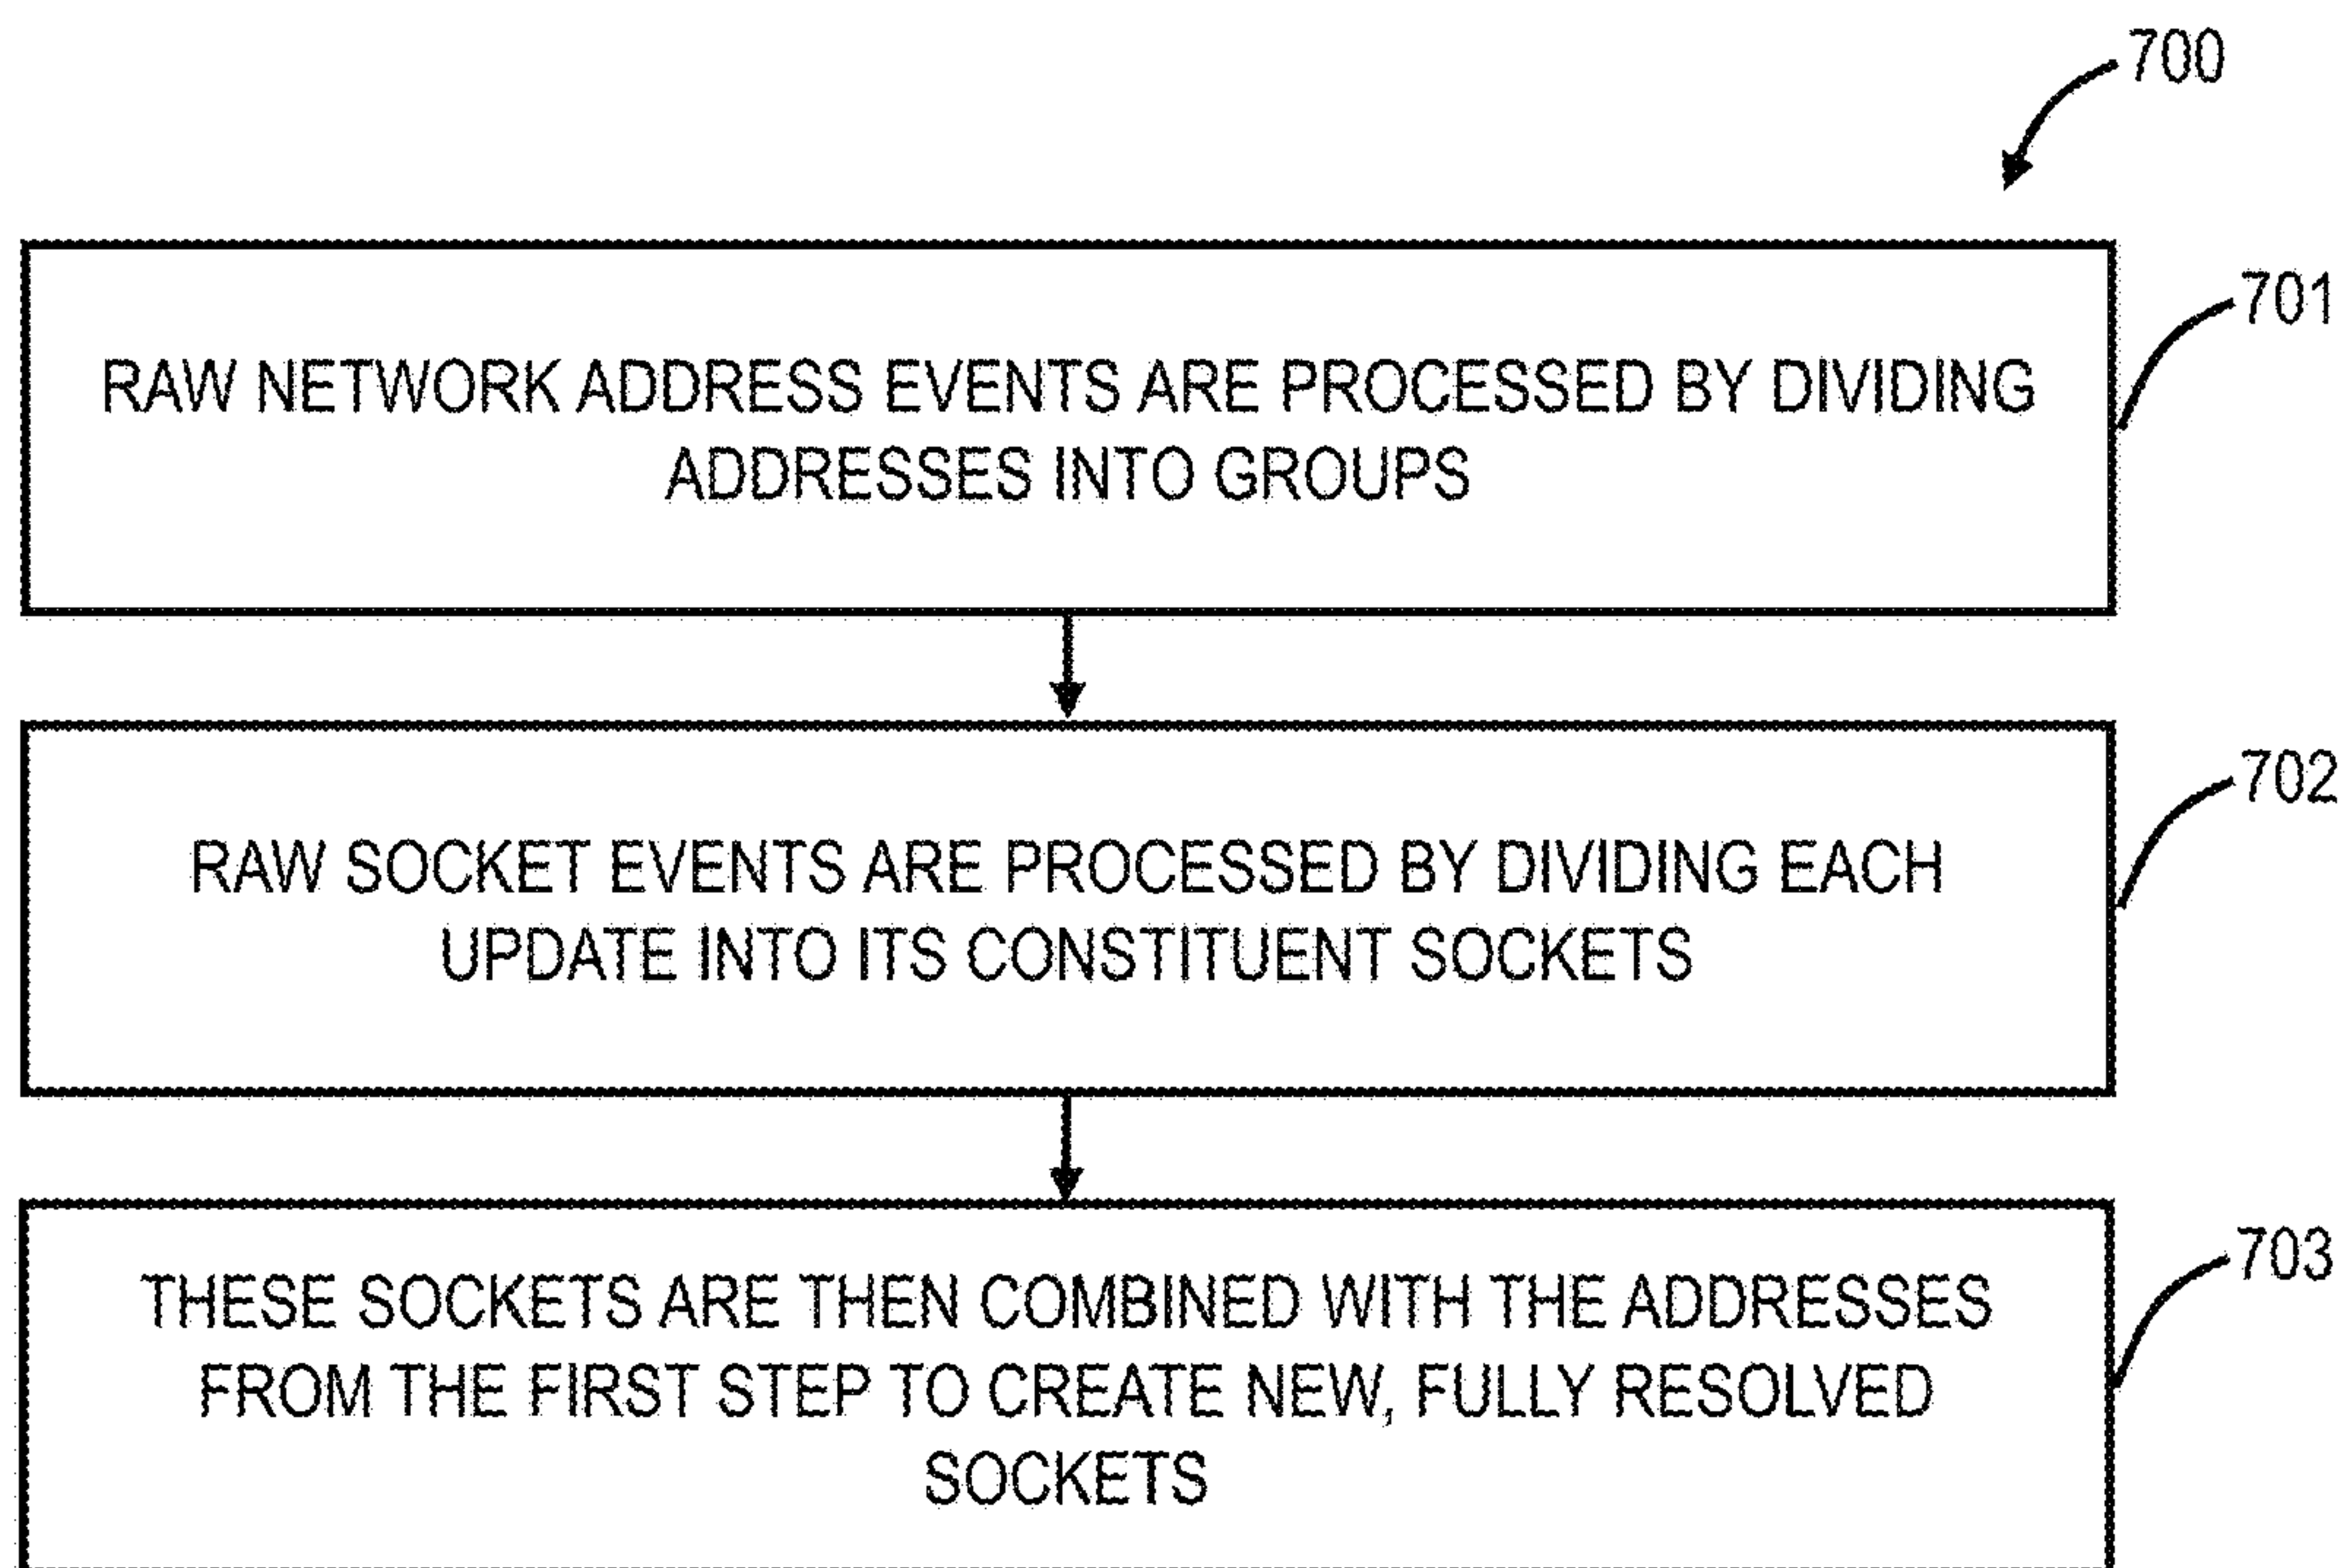 700
701
RAW NETWORK ADDRESS EVENTS ARE PROCESSED BY DIVIDING
ADDRESSES INTO GROUPS
702
RAW SOCKET EVENTS ARE PROCESSED BY DIVIDING EACH
UPDATE INTO ITS CONSTITUENT SOCKETS
703
THESE SOCKETS ARE THEN COMBINED WITH THE ADDRESSES
FROM THE FIRST STEP TO CREATE NEW, FULLY RESOLVED
SOCKETS